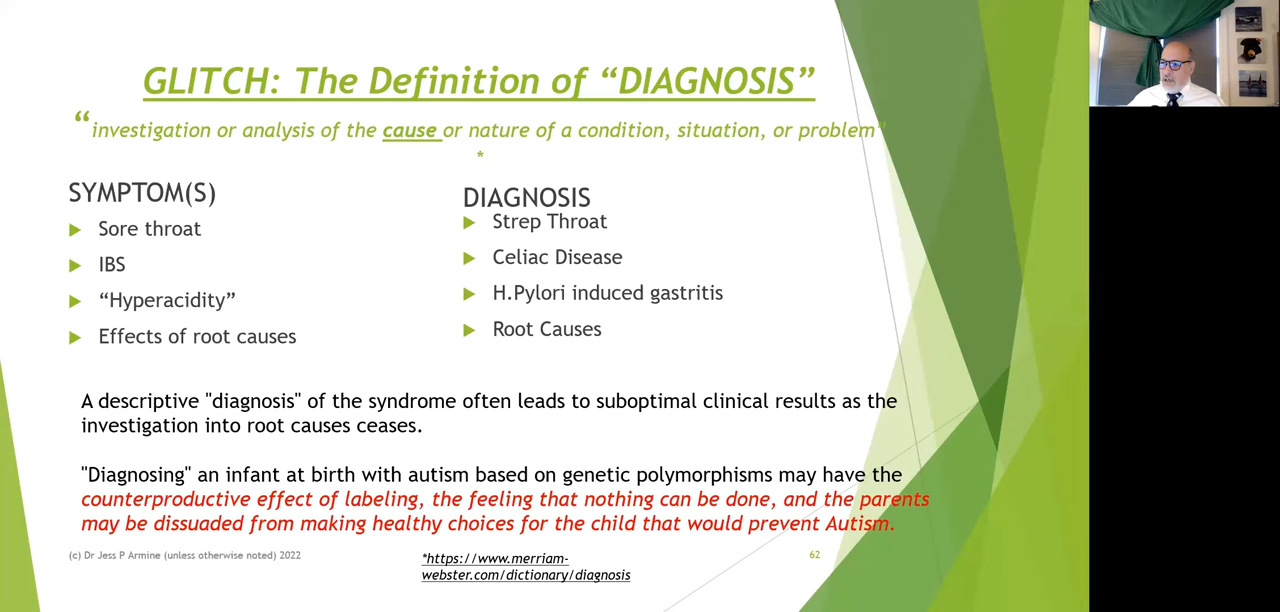 GLITCH: The Definition of “DIAGNOSIS”
“investigation or analysis of the cause or nature of a condition, situation, or problem”
*
SYMPTOM(S)
Sore throat
IBS
“Hyperacidity”
Effects of root causes
DIAGNOSIS
Strep Throat
Celiac Disease
H.Pylori induced gastritis
Root Causes
A descriptive "diagnosis" of the syndrome often leads to suboptimal clinical results as the
investigation into root causes ceases.
"Diagnosing" an infant at birth with autism based on genetic polymorphisms may have the
counterproductive effect of labeling, the feeling that nothing can be done, and the parents
may be dissuaded from making healthy choices for the child that would prevent Autism.
(c) Dr Jess P Armine (unless otherwise noted) 2022
*https://www.merriam-
webster.com/dictionary/diagnosis
62